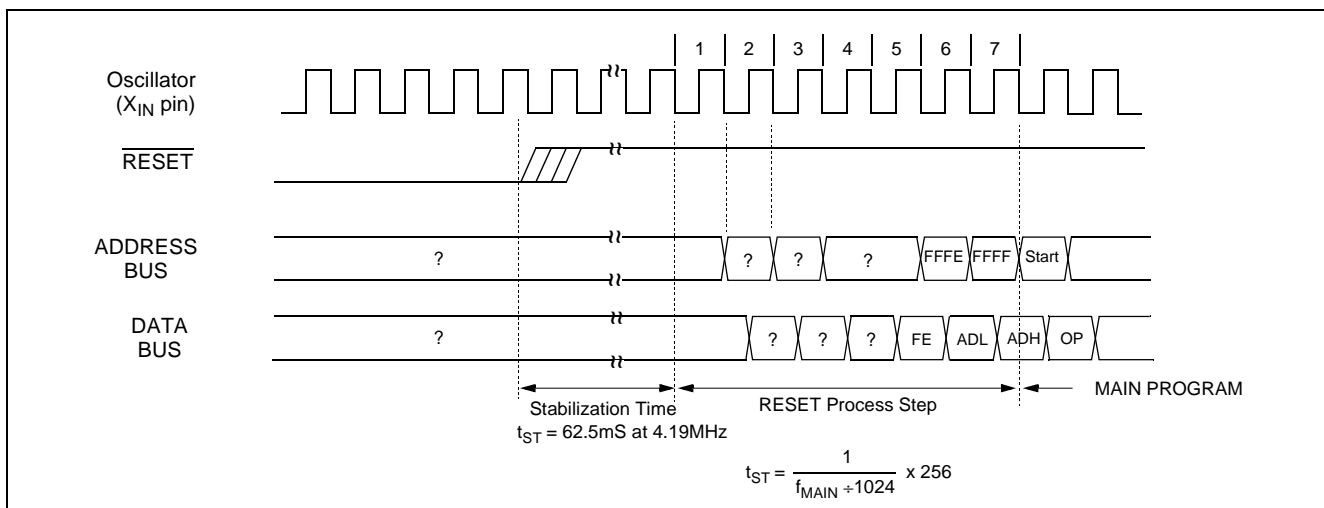 1 2 3 4 5 6 7
Oscillator
(XIN pin)
RESET
ADDRESS
BUS
? ? ? ? FFFE FFFF Start
DATA
BUS
? ? ? ? FE ADL ADH OP
Stabilization Time
tST = 62.5mS at 4.19MHz
RESET Process Step
MAIN PROGRAM
tST = 1 / fMAIN ÷1024 x 256